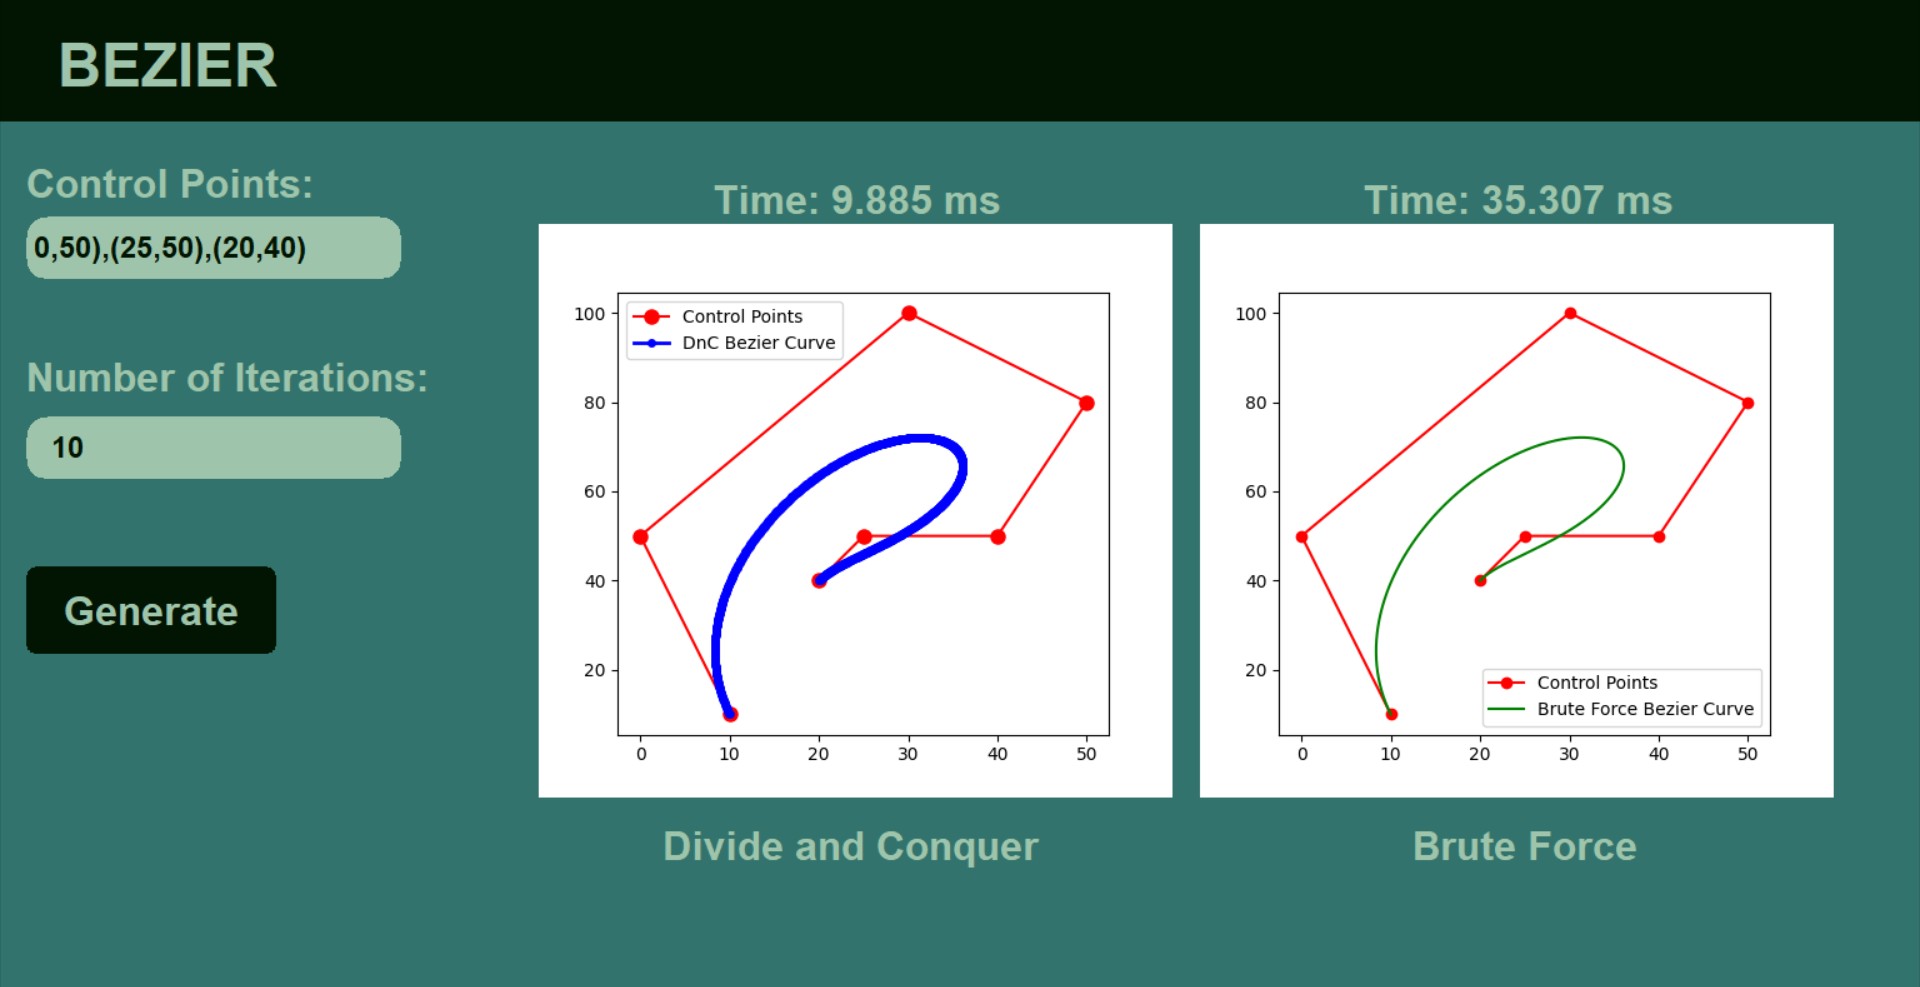 BEZIER
Control Points:
0,50),(25,50),(20,40)
Number of Iterations:
10
Generate
Time: 9.885 ms
100
80
60
40
20
0 10 20 30 40 50
Control Points
DnC Bezier Curve
Divide and Conquer
Time: 35.307 ms
100
80
60
40
20
0 10 20 30 40 50
Control Points
Brute Force Bezier Curve
Brute Force